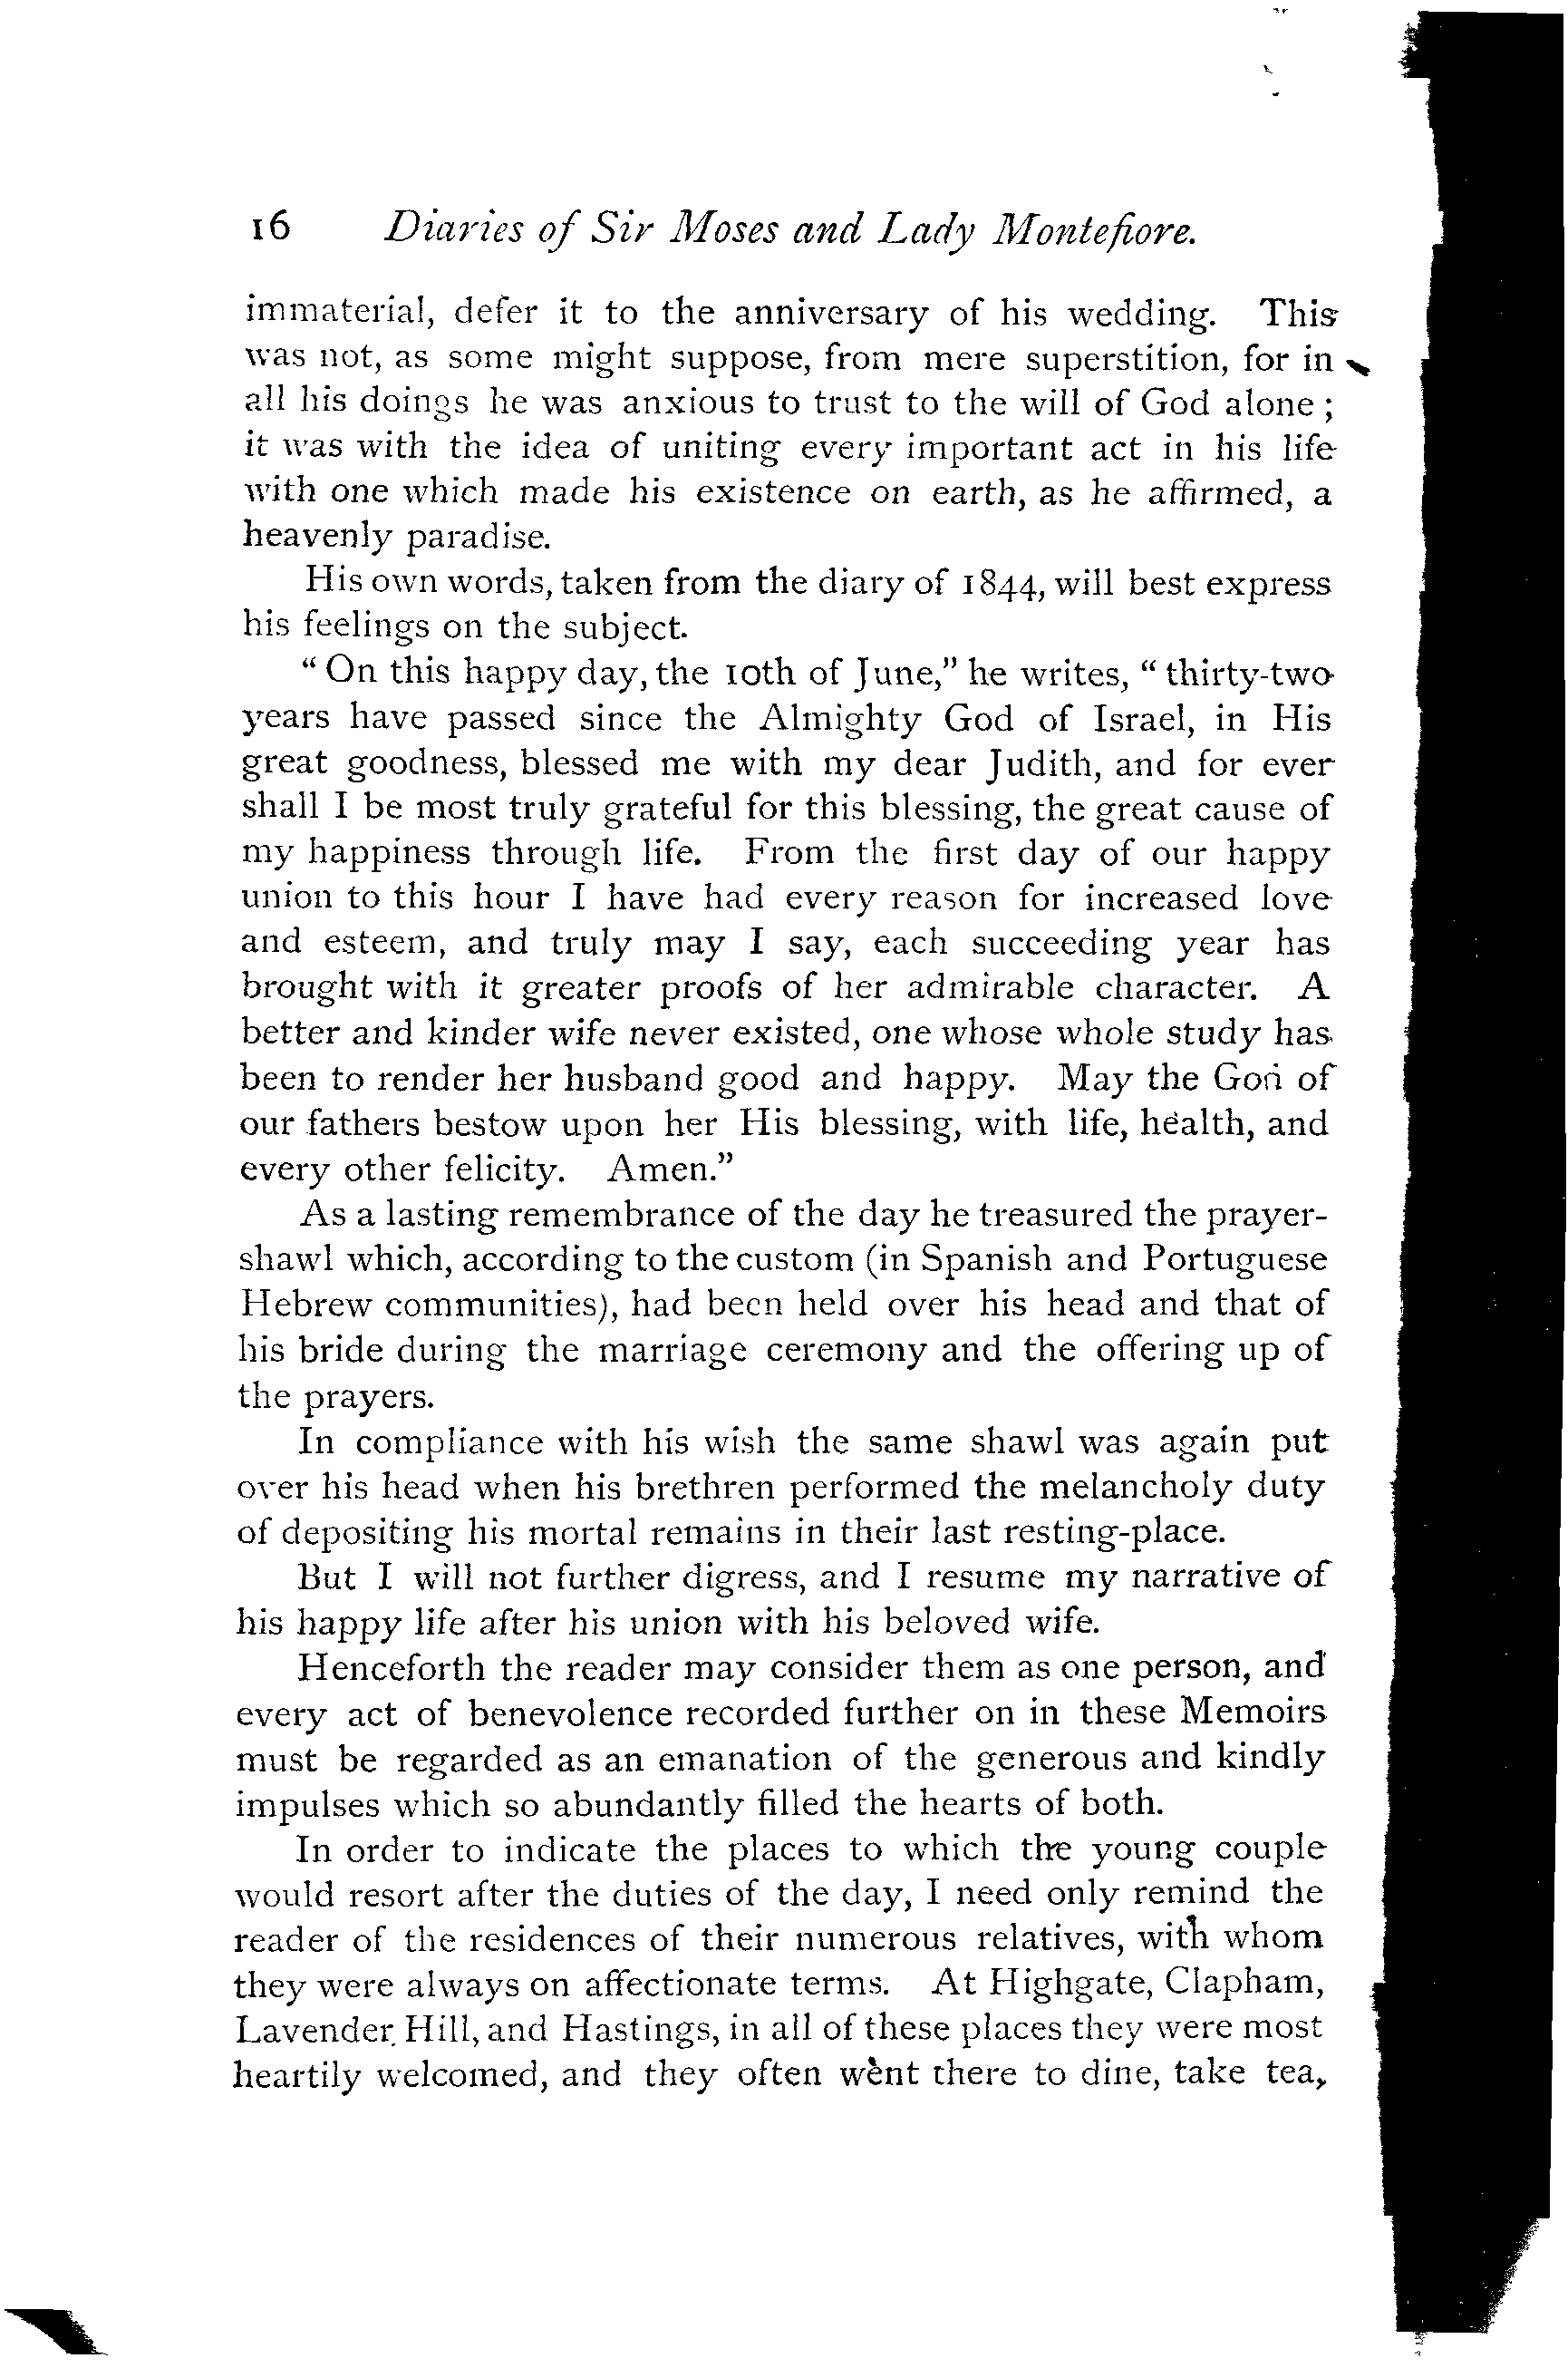 16 Diaries of Sir Moses and Lady Montefiore.
immaterial, defer it to the anniversary of his wedding. This
was not, as some might suppose, from mere superstition, for in
all his doings he was anxious to trust to the will of God alone;
it was with the idea of uniting every important act in his life
with one which made his existence on earth, as he affirmed, a
heavenly paradise.
His own words, taken from the diary of 1844, will best express
his feelings on the subject.
"On this happy day, the 10th of June," he writes, "thirty-two
years have passed since the Almighty God of Israel, in His
great goodness, blessed me with my dear Judith, and for ever
shall I be most truly grateful for this blessing, the great cause of
my happiness through life. From the first day of our happy
union to this hour I have had every reason for increased love
and esteem, and truly may I say, each succeeding year has
brought with it greater proofs of her admirable character. A
better and kinder wife never existed, one whose whole study has
been to render her husband good and happy. May the God of
our fathers bestow upon her His blessing, with life, health, and
every other felicity. Amen."
As a lasting remembrance of the day he treasured the prayer-
shawl which, according to the custom (in Spanish and Portuguese
Hebrew communities), had been held over his head and that of
his bride during the marriage ceremony and the offering up of
the prayers.
In compliance with his wish the same shawl was again put
over his head when his brethren performed the melancholy duty
of depositing his mortal remains in their last resting-place.
But I will not further digress, and I resume my narrative of
his happy life after his union with his beloved wife.
Henceforth the reader may consider them as one person, and
every act of benevolence recorded further on in these Memoirs
must be regarded as an emanation of the generous and kindly
impulses which so abundantly filled the hearts of both.
In order to indicate the places to which the young couple
would resort after the duties of the day, I need only remind the
reader of the residences of their numerous relatives, with whom
they were always on affectionate terms. At Highgate, Clapham,
Lavender Hill, and Hastings, in all of these places they were most
heartily welcomed, and they often went there to dine, take tea,